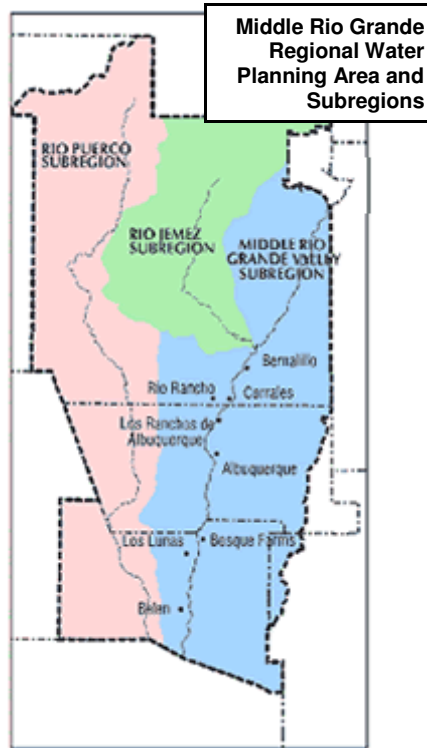 Middle Rio Grande
Regional Water
Planning Area and
Subregions
RIO PUERCO
SUBREGION
RIO JEMEZ
SUBREGION
MIDDLE RIO
GRANDE VALLEY
SUBREGION
Bernalillo
Rio Rancho
Corrales
Los Ranchos de
Albuquerque
Albuquerque
Los Lunas
Bosque Farms
Belen